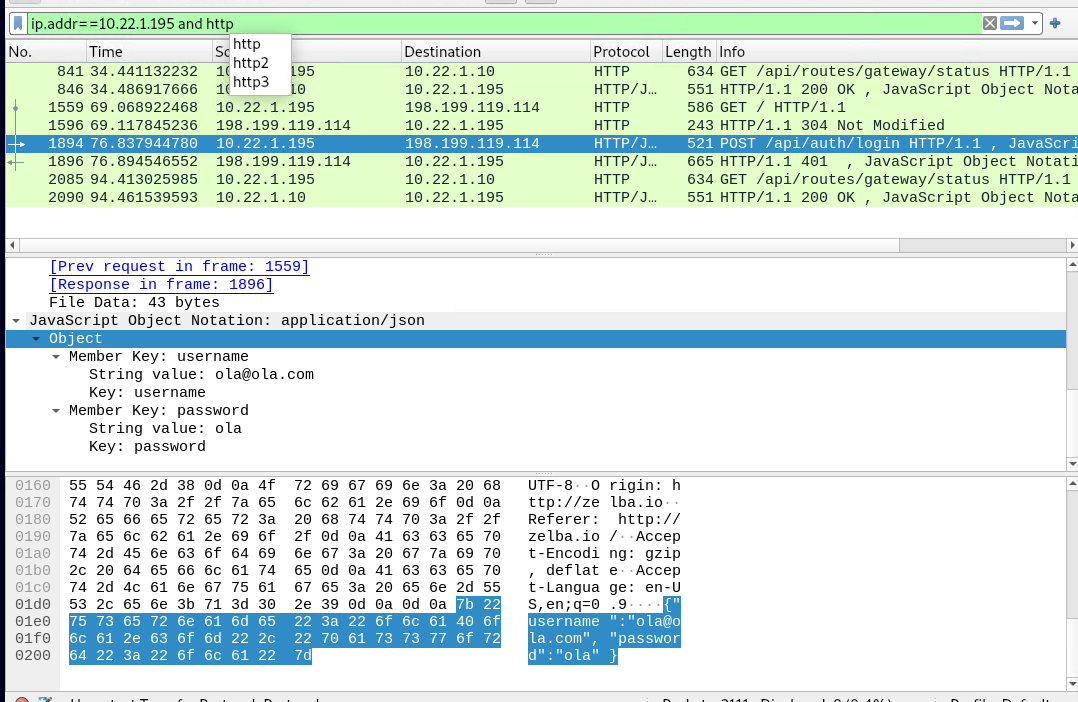 ip.addr==10.22.1.195 and http
http
http2
http3
No. Time Destination Protocol Length Info
841 34.441132232 195 10.22.1.10 HTTP 634 GET /api/routes/gateway/status HTTP/1.1
846 34.486917666 10 10.22.1.195 HTTP/J… 551 HTTP/1.1 200 OK , JavaScript Object Nota
1559 69.068922468 10.22.1.195 198.199.119.114 HTTP 586 GET / HTTP/1.1
1596 69.117845236 198.199.119.114 10.22.1.195 HTTP 243 HTTP/1.1 304 Not Modified
1894 76.837944780 10.22.1.195 198.199.119.114 HTTP/J… 521 POST /api/auth/login HTTP/1.1 , JavaScri
1896 76.894546552 198.199.119.114 10.22.1.195 HTTP/J… 665 HTTP/1.1 401 , JavaScript Object Notati
2085 94.413025985 10.22.1.195 10.22.1.10 HTTP 634 GET /api/routes/gateway/status HTTP/1.1
2090 94.461539593 10.22.1.10 10.22.1.195 HTTP/J… 551 HTTP/1.1 200 OK , JavaScript Object Nota
[Prev request in frame: 1559]
[Response in frame: 1896]
File Data: 43 bytes
JavaScript Object Notation: application/json
Object
Member Key: username
String value: ola@ola.com
Key: username
Member Key: password
String value: ola
Key: password
0160 55 54 46 2d 38 0d 0a 4f 72 69 67 69 6e 3a 20 68 UTF-8··O rigin: h
0170 74 74 70 3a 2f 2f 7a 65 6c 62 61 2e 69 6f 0d 0a ttp://ze lba.io··
0180 52 65 66 65 72 65 72 3a 20 68 74 74 70 3a 2f 2f Referer: http://
0190 7a 65 6c 62 61 2e 69 6f 2f 0d 0a 41 63 63 65 70 zelba.io /··Accep
01a0 74 2d 45 6e 63 6f 64 69 6e 67 3a 20 67 7a 69 70 t-Encodi ng: gzip
01b0 2c 20 64 65 66 6c 61 74 65 0d 0a 41 63 63 65 70 , deflat e··Accep
01c0 74 2d 4c 61 6e 67 75 61 67 65 3a 20 65 6e 2d 55 t-Langua ge: en-U
01d0 53 2c 65 6e 3b 71 3d 30 2e 39 0d 0a 0d 0a 7b 22 S,en;q=0 .9····{"
01e0 75 73 65 72 6e 61 6d 65 22 3a 22 6f 6c 61 40 6f username ":"ola@o
01f0 6c 61 2e 63 6f 6d 22 2c 22 70 61 73 73 77 6f 72 la.com", "passwor
0200 64 22 3a 22 6f 6c 61 22 7d d":"ola" }